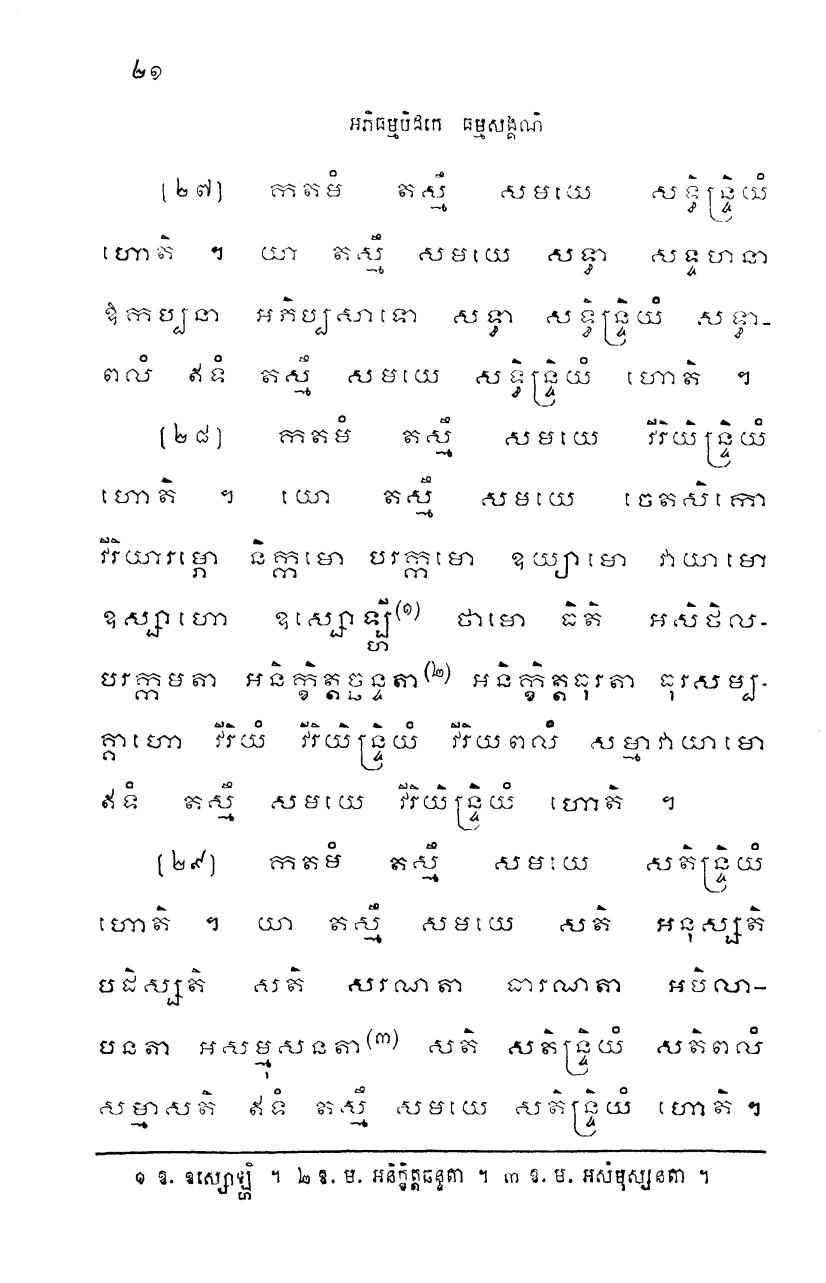 ២១
អភិធម្មបិដកេ ធម្មសង្គណិ
[២៧] កតមំ តស្មឹ សមយេ សទ្ធិន្ទ្រិយំ
ហោតិ ។ យា តស្មឹ សមយេ សទ្ធា សទ្ទហនា
ឱកប្បនា អភិប្បសាទោ សទ្ធា សទ្ធិន្ទ្រិយំ សទ្ធា-
ពលំ ឥទំ តស្មឹ សមយេ សទ្ធិន្ទ្រិយំ ហោតិ ។
[២៨] កតមំ តស្មឹ សមយេ វីរិយិន្ទ្រិយំ
ហោតិ ។ យោ តស្មឹ សមយេ ចេតសិកោ
វីរិយារម្ភោ និក្កមោ បរក្កមោ ឧយ្យាមោ វាយាមោ
ឧស្សាហោ ឧស្សោឡ្ហី(១) ថាមោ ធិតិ អសិថិល-
បរក្កមតា អនិក្ខិត្តច្ឆន្ទតា(២) អនិក្ខិត្តធុរតា ធុរសម្ប-
គ្គាហោ វីរិយំ វីរិយិន្ទ្រិយំ វីរិយពលំ សម្មាវាយាមោ
ឥទំ តស្មឹ សមយេ វីរិយិន្ទ្រិយំ ហោតិ ។
[២៩] កតមំ តស្មឹ សមយេ សតិន្ទ្រិយំ
ហោតិ ។ យា តស្មឹ សមយេ សតិ អនុស្សតិ
បដិស្សតិ សតិ សរណតា ធារណតា អបិលា-
បនតា អសម្មុសនតា(៣) សតិ សតិន្ទ្រិយំ សតិពលំ
សម្មាសតិ ឥទំ តស្មឹ សមយេ សតិន្ទ្រិយំ ហោតិ ។
១ ឧ. ឧស្សោឡ្ហិ ។ ២ ឧ. ម. អនិក្ខិត្តឆន្ទតា ។ ៣ ឧ. ម. អសំមុស្សនតា ។